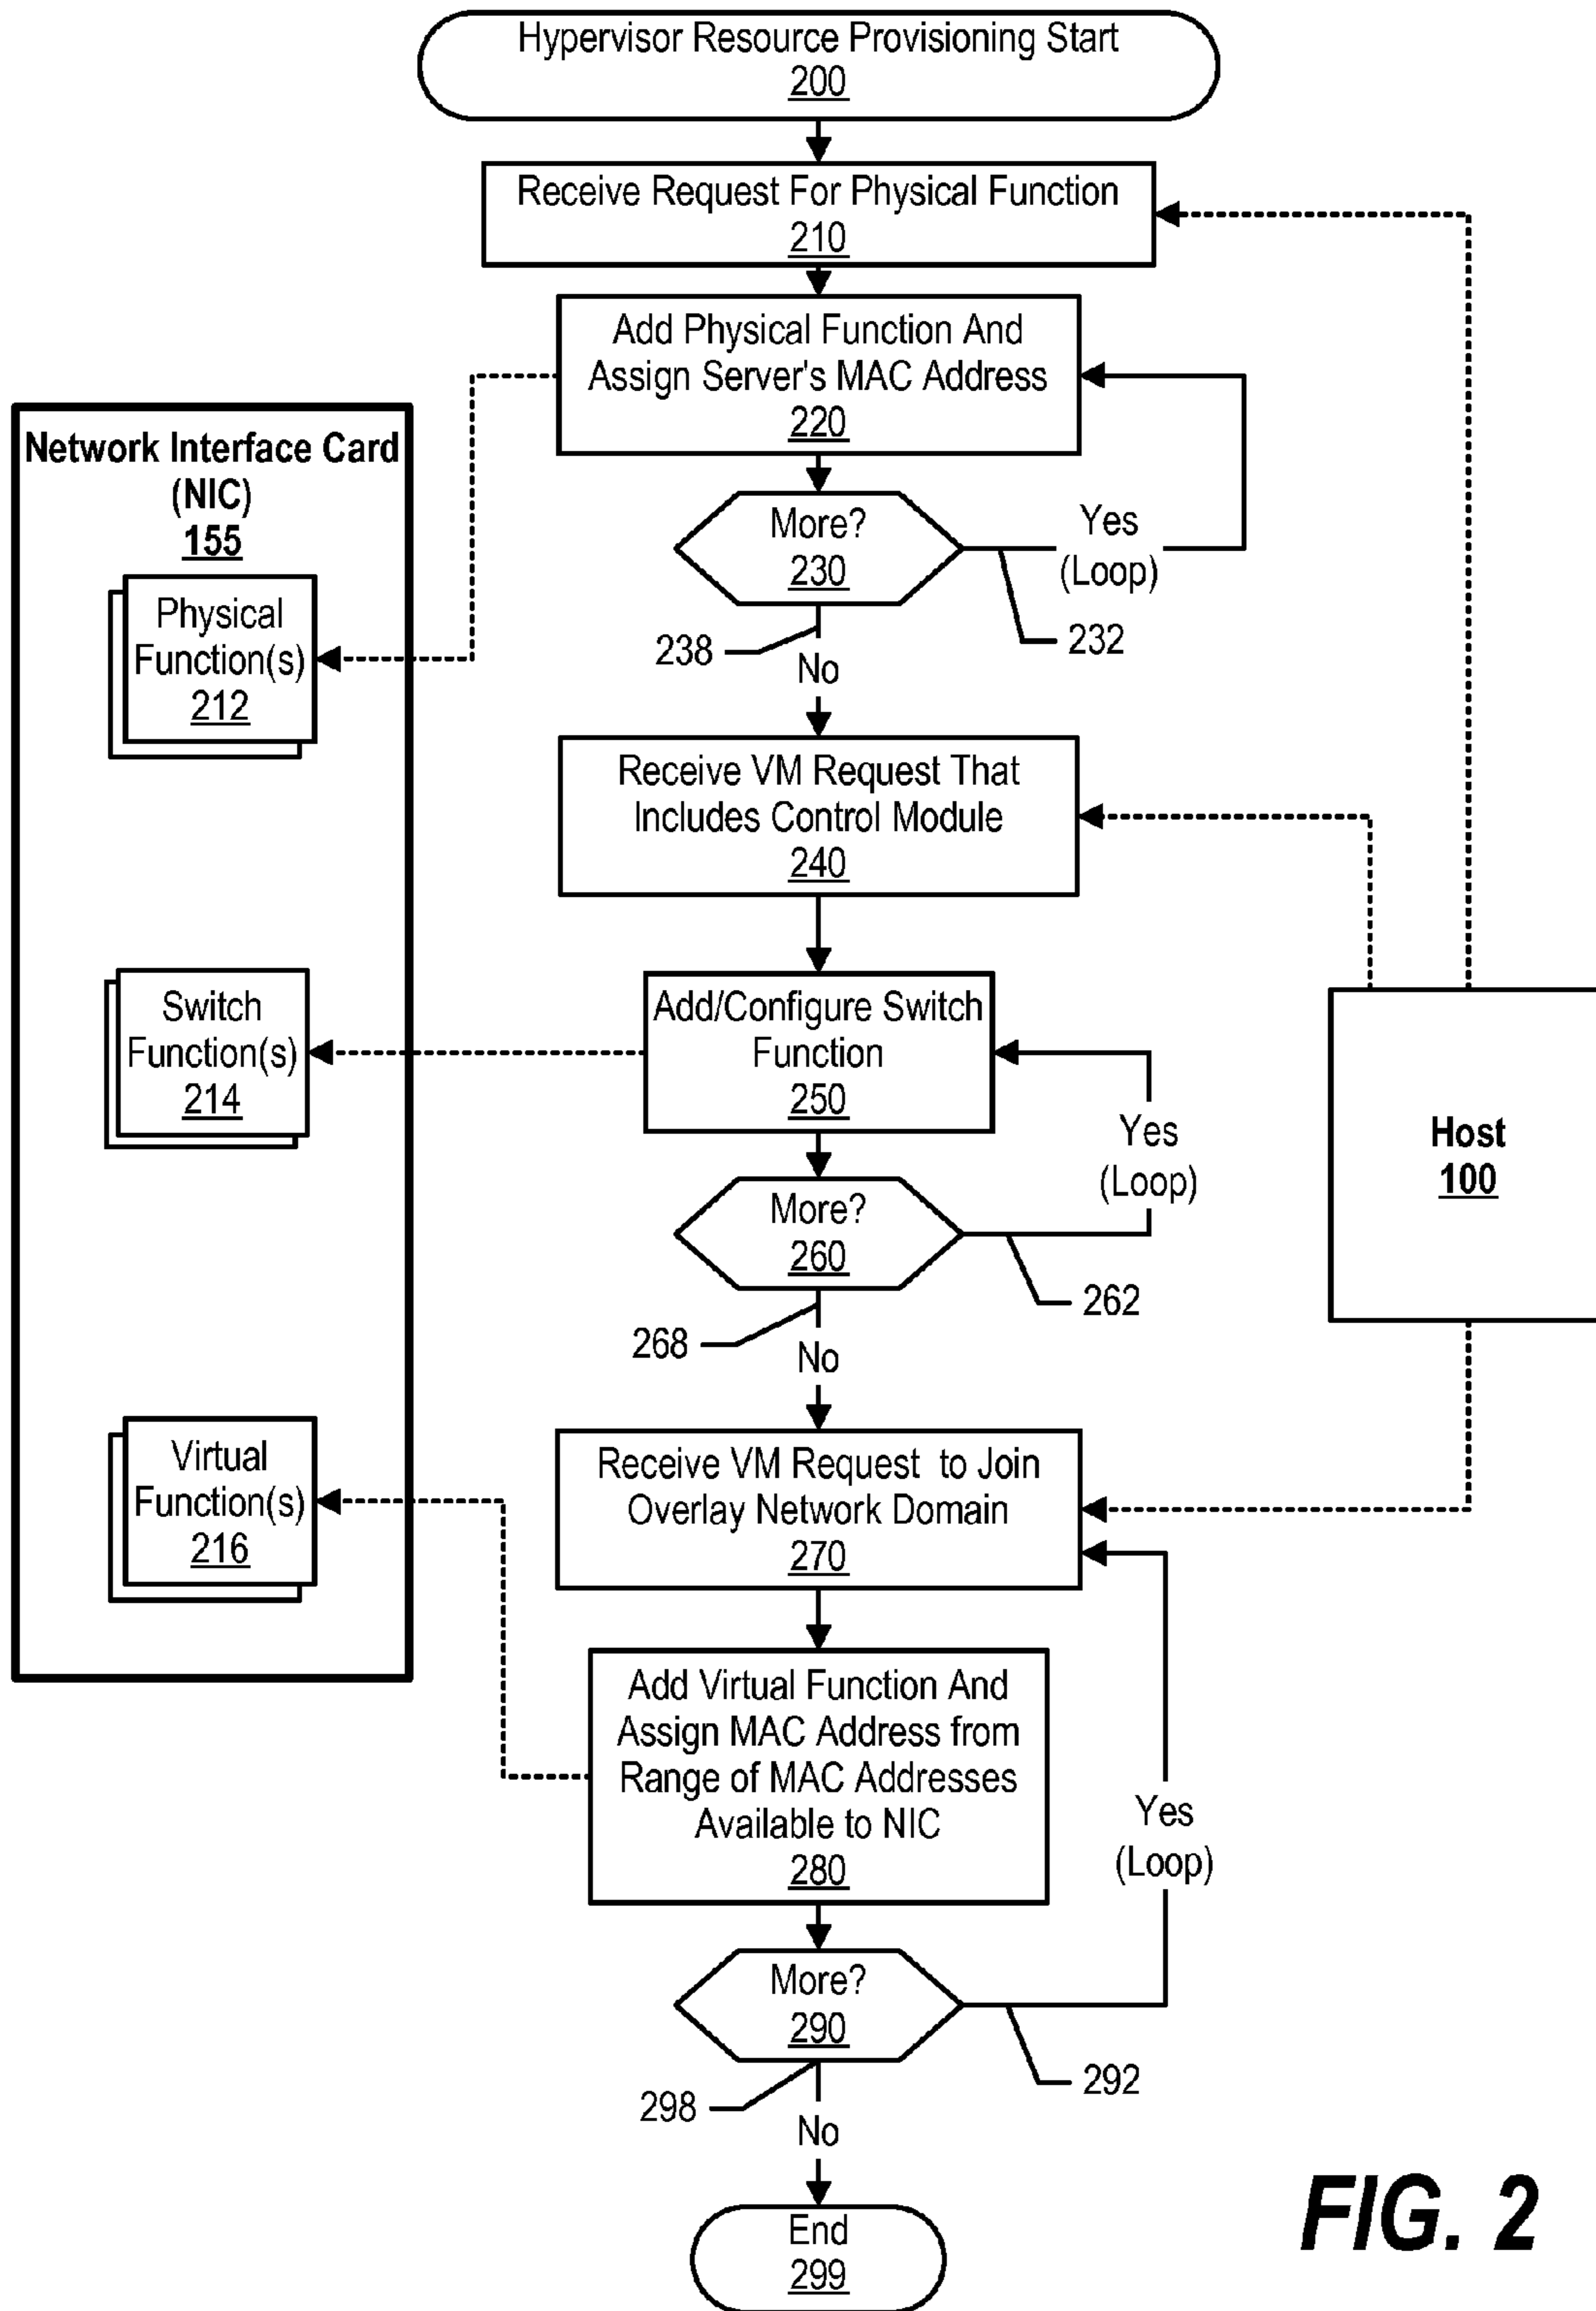 Hypervisor Resource Provisioning Start
200
Receive Request For Physical Function
210
Add Physical Function And
Assign Server's MAC Address
220
Network Interface Card
(NIC)
155
More?
230
Yes
(Loop)
232
238
No
Physical
Function(s)
212
Receive VM Request That
Includes Control Module
240
Switch
Function(s)
214
Add/Configure Switch
Function
250
Yes
(Loop)
Host
100
More?
260
262
268
No
Virtual
Function(s)
216
Receive VM Request to Join
Overlay Network Domain
270
Add Virtual Function And
Assign MAC Address from
Range of MAC Addresses
Available to NIC
280
Yes
(Loop)
More?
290
292
298
No
End
299
FIG. 2